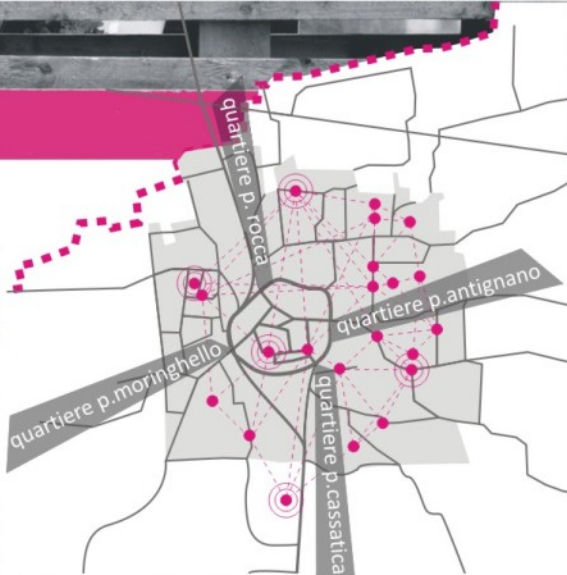 quartiere p. rocca
quartiere p.antignano
quartiere p.moringhello
quartiere p.cassatica